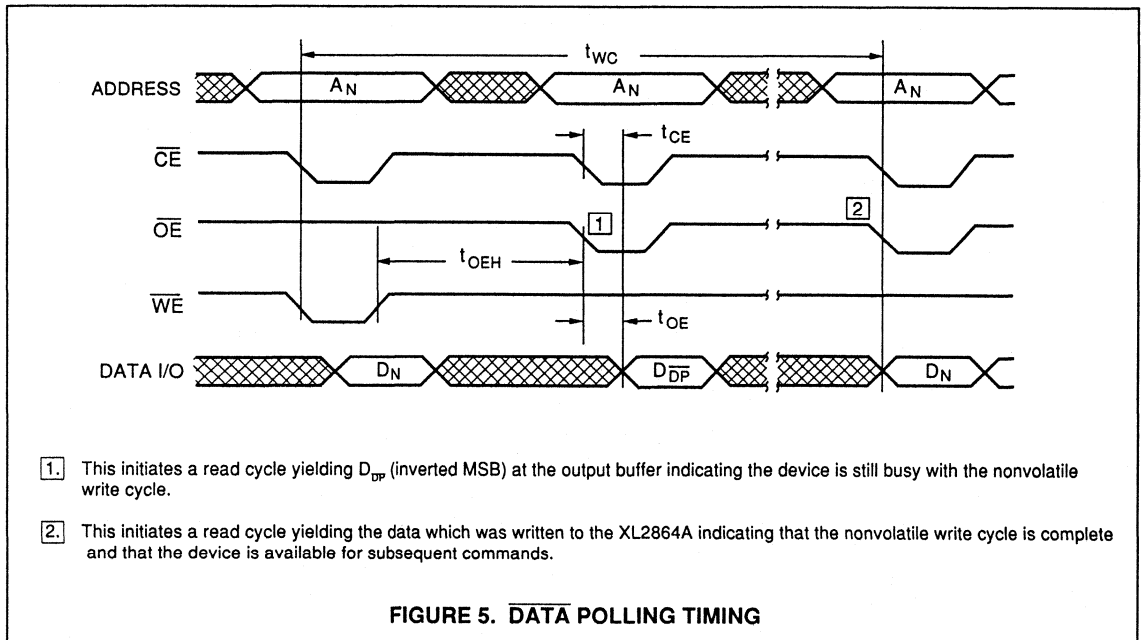 tWC
ADDRESS AN AN AN
tCE
CE
OE 1 2
tOEH
WE
tOE
DATA I/O DN DDP DN
1. This initiates a read cycle yielding DDP (inverted MSB) at the output buffer indicating the device is still busy with the nonvolatile
write cycle.
2. This initiates a read cycle yielding the data which was written to the XL2864A indicating that the nonvolatile write cycle is complete
and that the device is available for subsequent commands.
FIGURE 5. DATA POLLING TIMING